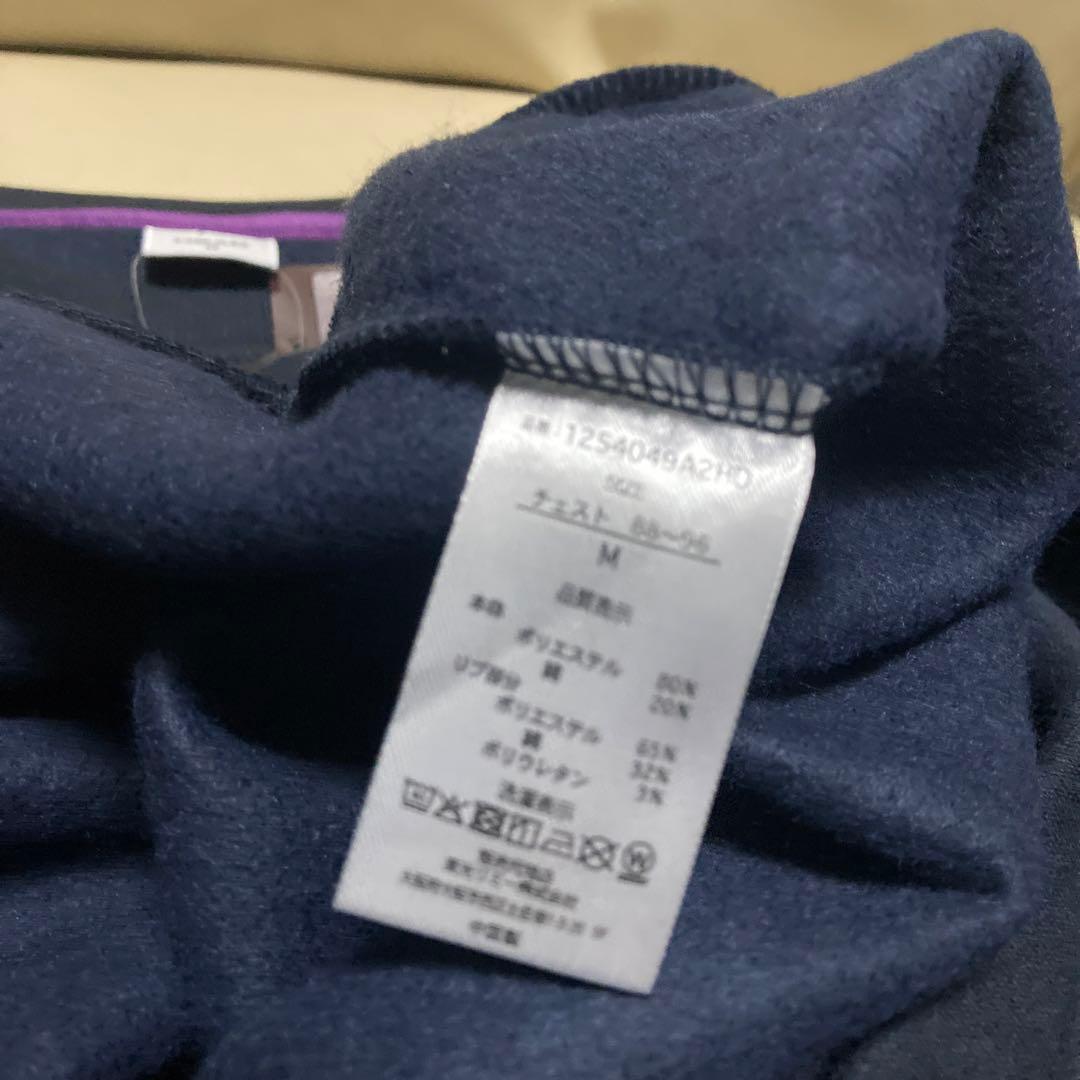 品番:1254049A2HO
SIZE
チェスト 88~96
M
品質表示
本体
ポリエステル 80%
綿 20%
リブ部分
ポリエステル 65%
綿 32%
ポリウレタン 3%
洗濯表示
W
中国製